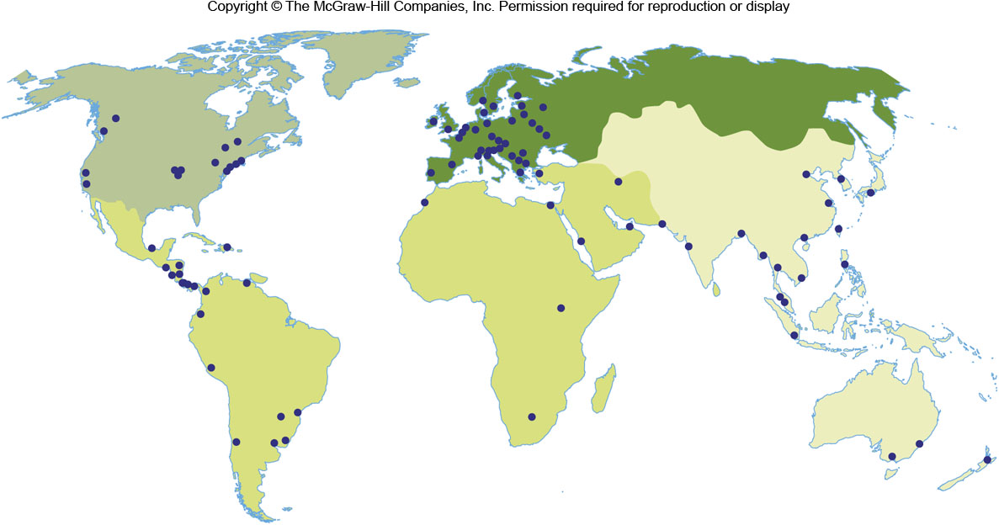 Copyright © The McGraw-Hill Companies, Inc. Permission required for reproduction or display